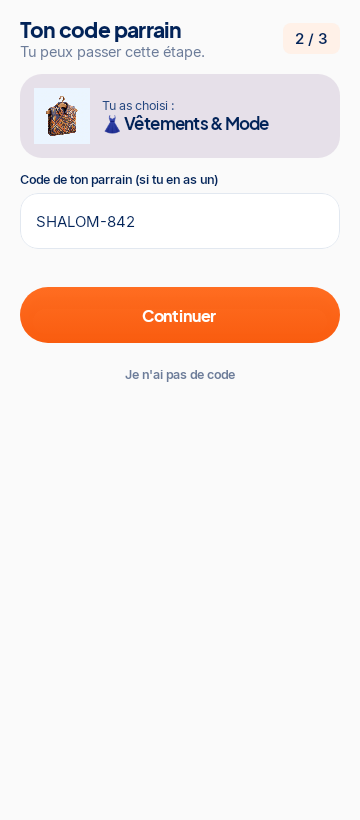 Ton code parrain
Tu peux passer cette étape.
2 / 3
Tu as choisi :
👗 Vêtements & Mode
Code de ton parrain (si tu en as un)
SHALOM-842
Continuer
Je n'ai pas de code